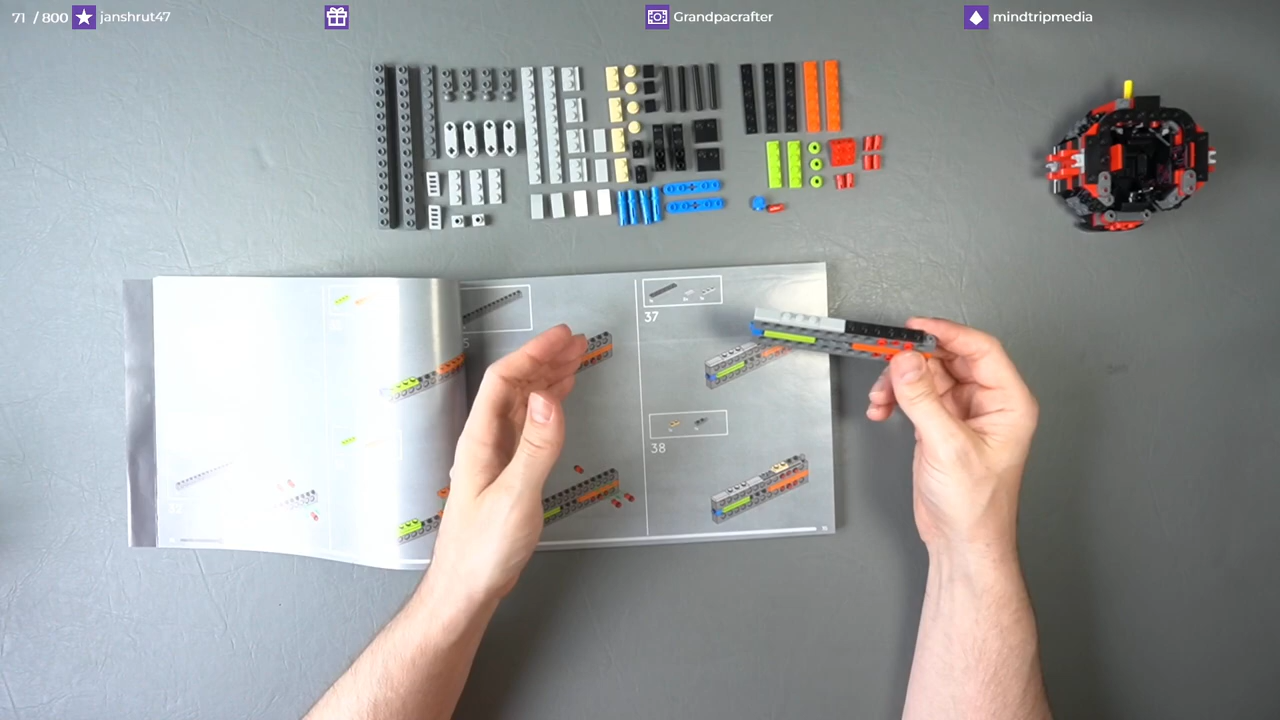 71 / 800 janshrut47
Grandpacrafter
mindtripmedia
37
38